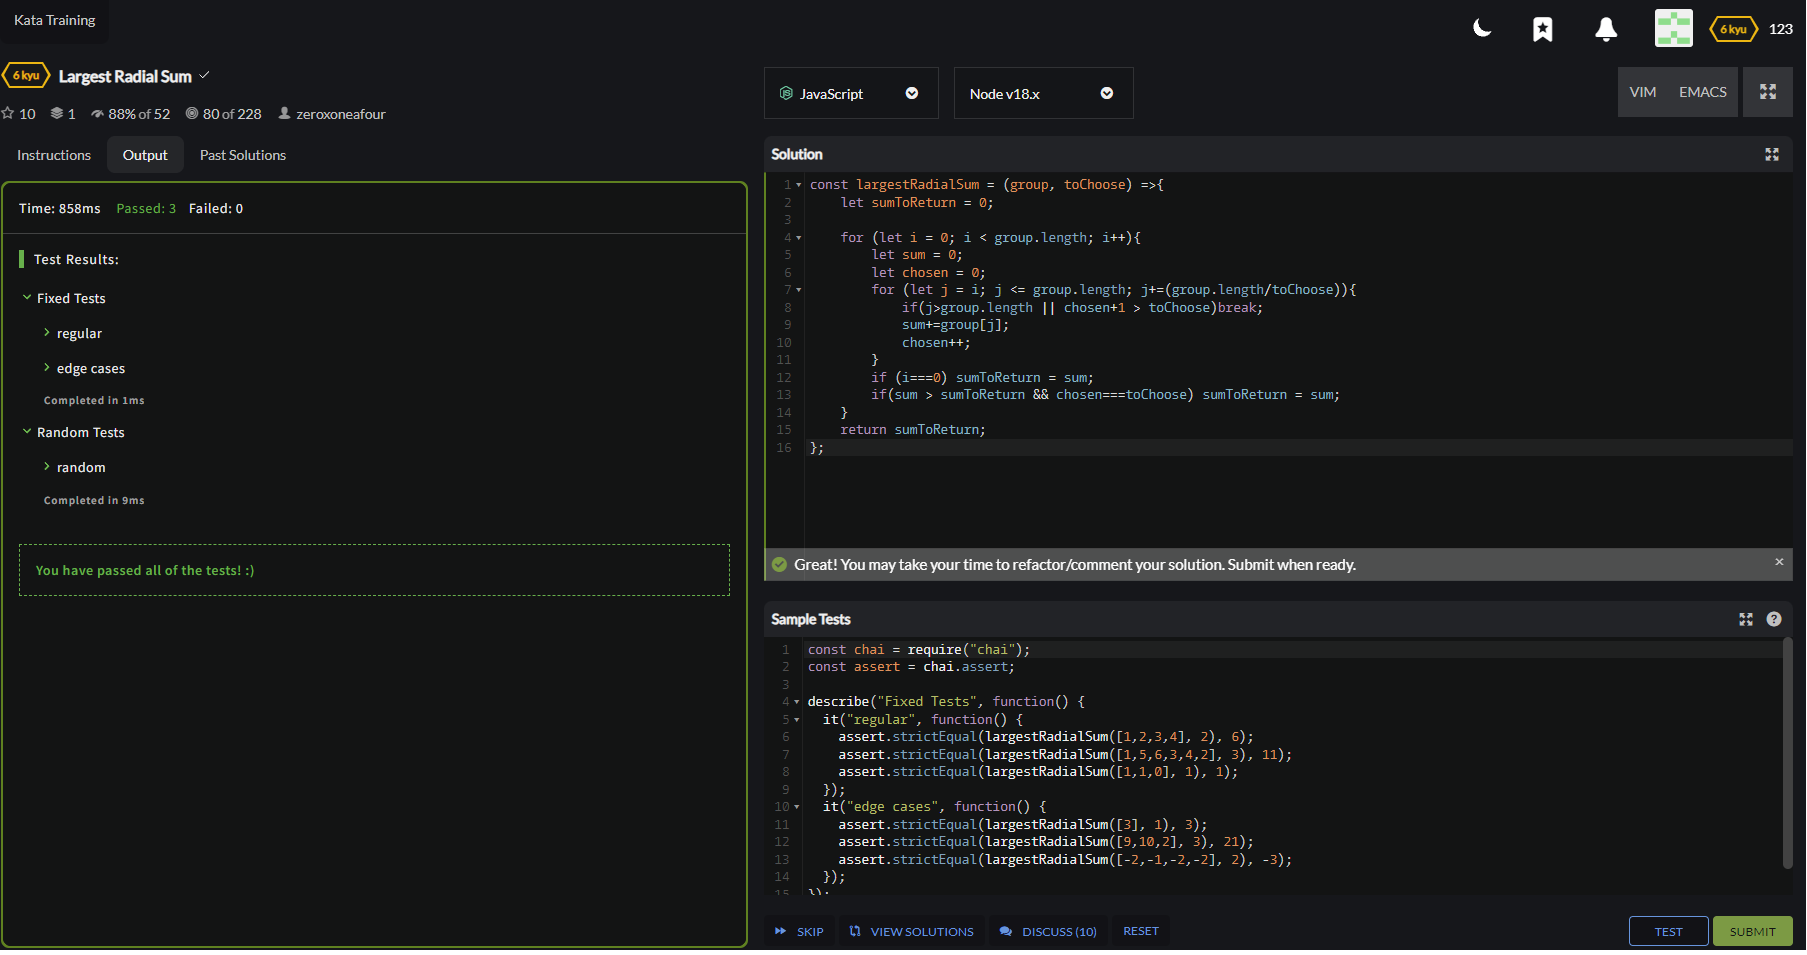 Kata Training
6 kyu 123
6 kyu Largest Radial Sum
10 1 88% of 52 80 of 228 zeroxoneafour
Instructions Output Past Solutions
Time: 858ms Passed: 3 Failed: 0
Test Results:
Fixed Tests
regular
edge cases
Completed in 1ms
Random Tests
random
Completed in 9ms
You have passed all of the tests! :)
JavaScript Node v18.x VIM EMACS
Solution
1 const largestRadialSum = (group, toChoose) =>{
2 let sumToReturn = 0;
3
4 for (let i = 0; i < group.length; i++){
5 let sum = 0;
6 let chosen = 0;
7 for (let j = i; j <= group.length; j+=(group.length/toChoose)){
8 if(j>group.length || chosen+1 > toChoose)break;
9 sum+=group[j];
10 chosen++;
11 }
12 if (i===0) sumToReturn = sum;
13 if(sum > sumToReturn && chosen===toChoose) sumToReturn = sum;
14 }
15 return sumToReturn;
16 };
Great! You may take your time to refactor/comment your solution. Submit when ready.
Sample Tests
1 const chai = require("chai");
2 const assert = chai.assert;
3
4 describe("Fixed Tests", function() {
5 it("regular", function() {
6 assert.strictEqual(largestRadialSum([1,2,3,4], 2), 6);
7 assert.strictEqual(largestRadialSum([1,5,6,3,4,2], 3), 11);
8 assert.strictEqual(largestRadialSum([1,1,0], 1), 1);
9 });
10 it("edge cases", function() {
11 assert.strictEqual(largestRadialSum([3], 1), 3);
12 assert.strictEqual(largestRadialSum([9,10,2], 3), 21);
13 assert.strictEqual(largestRadialSum([-2,-1,-2,-2], 2), -3);
14 });
15 });
SKIP VIEW SOLUTIONS DISCUSS (10) RESET TEST SUBMIT